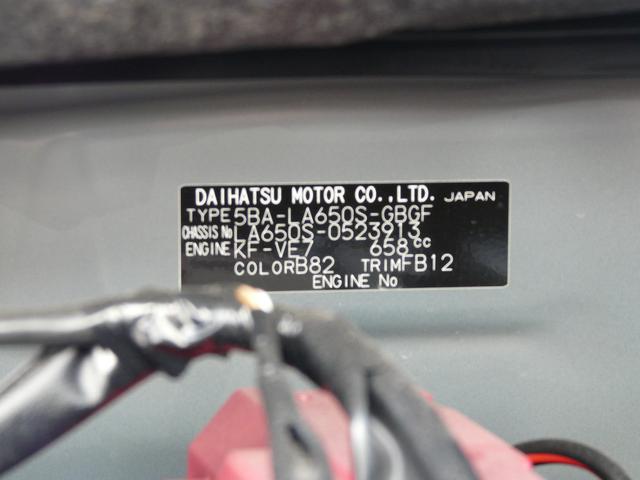 DAIHATSU MOTOR CO.,LTD. JAPAN
TYPE 5BA-LA650S-GBGF
CHASSIS No LA650S-0523913
ENGINE KF-VE7 658cc
COLOR B82 TRIM FB12
ENGINE No